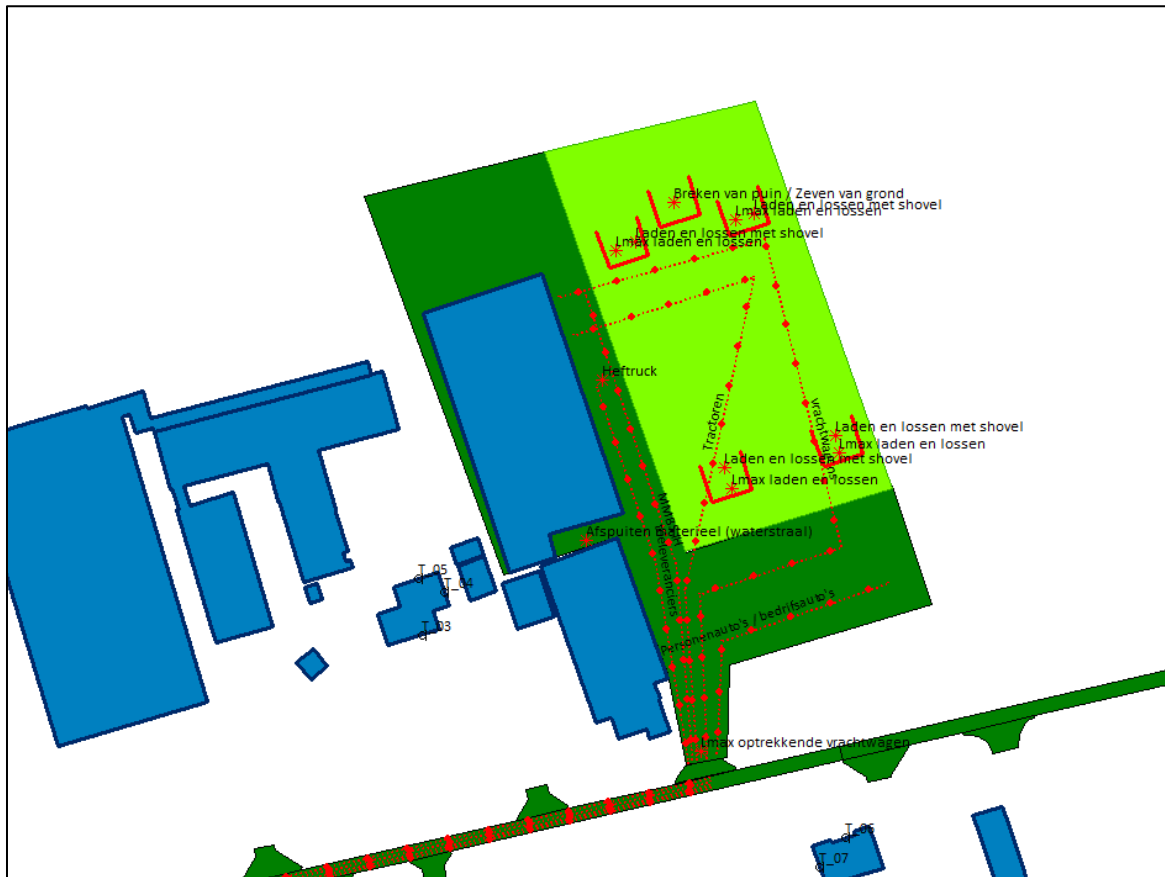 Breken van puin / Zeven van grond
Laden en lossen met shovel
Lmax laden en lossen
Laden en lossen met shovel
Lmax laden en lossen
Heftruck
Tractoren
vrachtwagens
Laden en lossen met shovel
Lmax laden en lossen
Laden en lossen met shovel
Lmax laden en lossen
Afspuiten materieel (waterstraal)
toeleveranciers
T_05
T_04
T_03
Personenauto's / bedrijfsauto's
Lmax optrekkende vrachtwagen
T_06
T_07